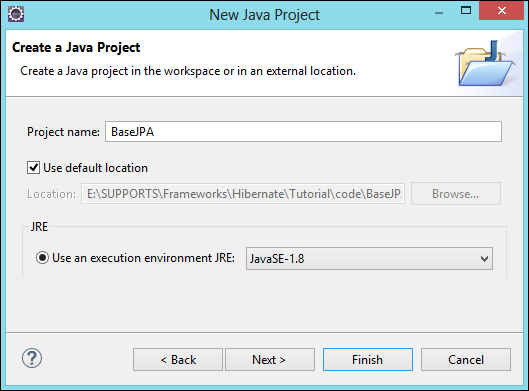 New Java Project
Create a Java Project
Create a Java project in the workspace or in an external location.
Project name: BaseJPA
Use default location
Location: E:\SUPPORTS\Frameworks\Hibernate\Tutorial\code\BaseJP. Browse...
JRE
Use an execution environment JRE: JavaSE-1.8
? < Back Next > Finish Cancel